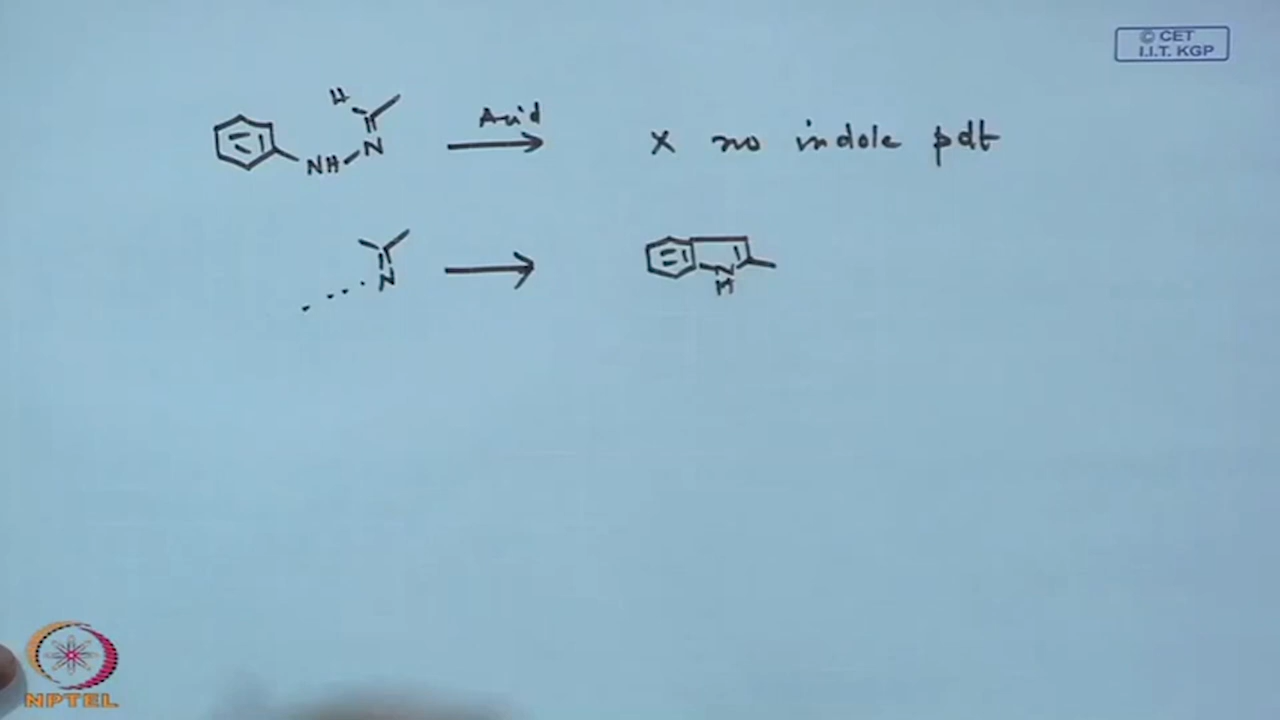 © CET
I.I.T. KGP
H
Acid
x no indole pdt
NH N
N
N
H
NPTEL